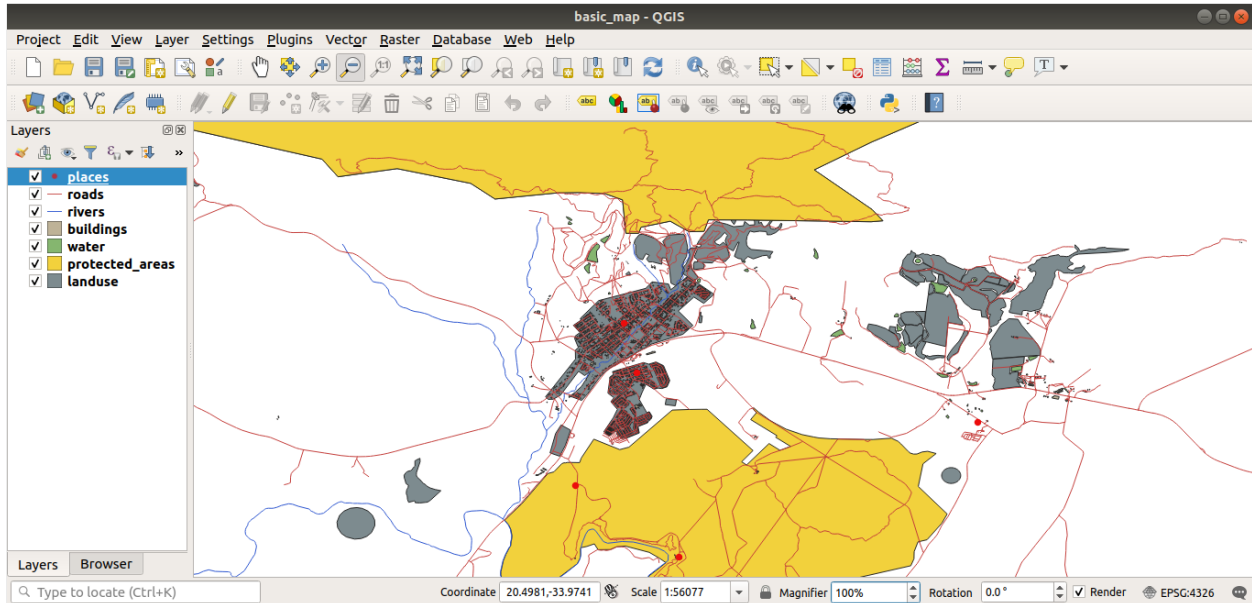 basic_map - QGIS
Project Edit View Layer Settings Plugins Vector Raster Database Web Help
Layers
places
roads
rivers
buildings
water
protected_areas
landuse
Layers Browser
Type to locate (Ctrl+K) Coordinate 20.4981,-33.9741 Scale 1:56077 Magnifier 100% Rotation 0.0 ° Render EPSG:4326